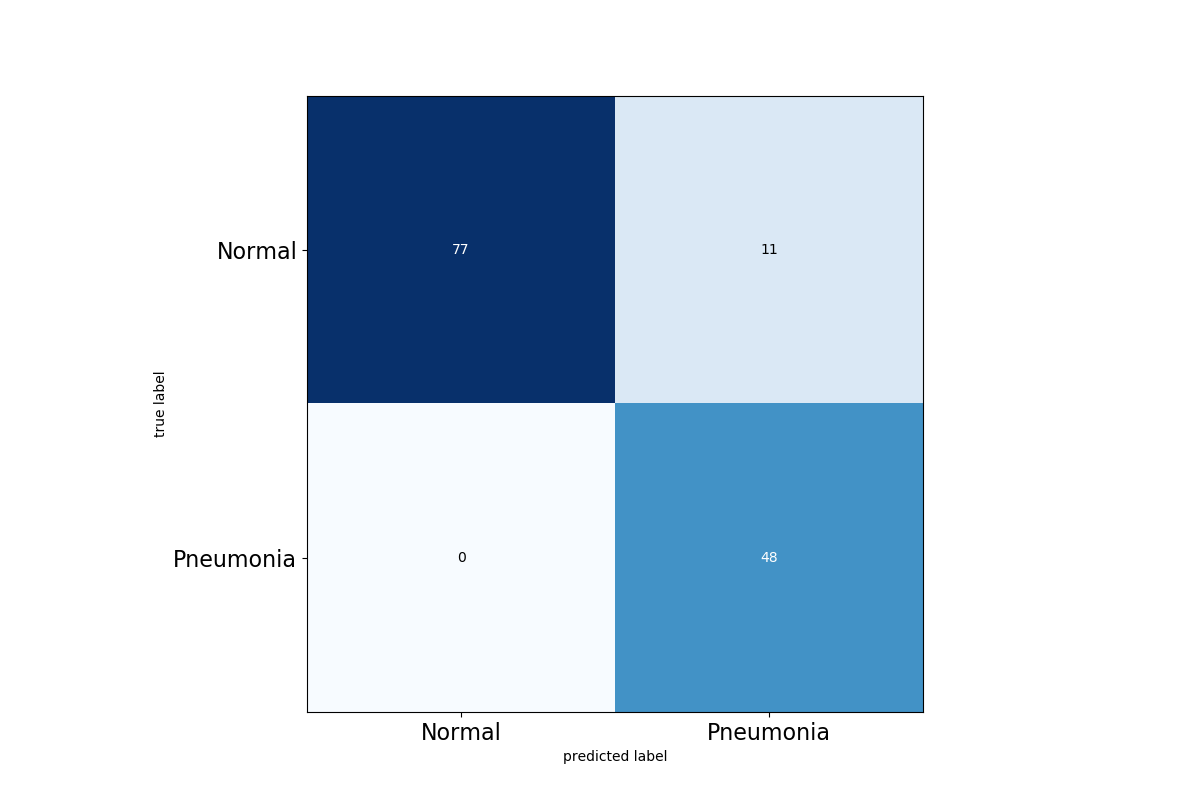 Normal
77
11
true label
Pneumonia
0
48
Normal
Pneumonia
predicted label